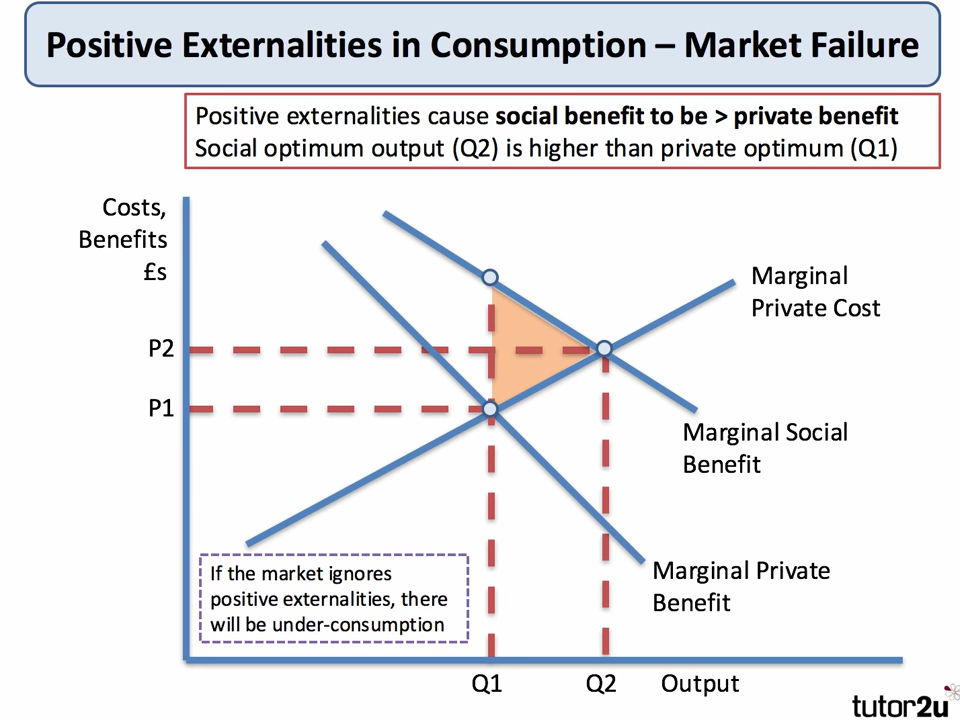 Positive Externalities in Consumption – Market Failure
Positive externalities cause social benefit to be > private benefit
Social optimum output (Q2) is higher than private optimum (Q1)
Costs,
Benefits
£s
Marginal
Private Cost
P2
P1
Marginal Social
Benefit
If the market ignores
positive externalities, there
will be under-consumption
Marginal Private
Benefit
Q1
Q2
Output
tutor2u